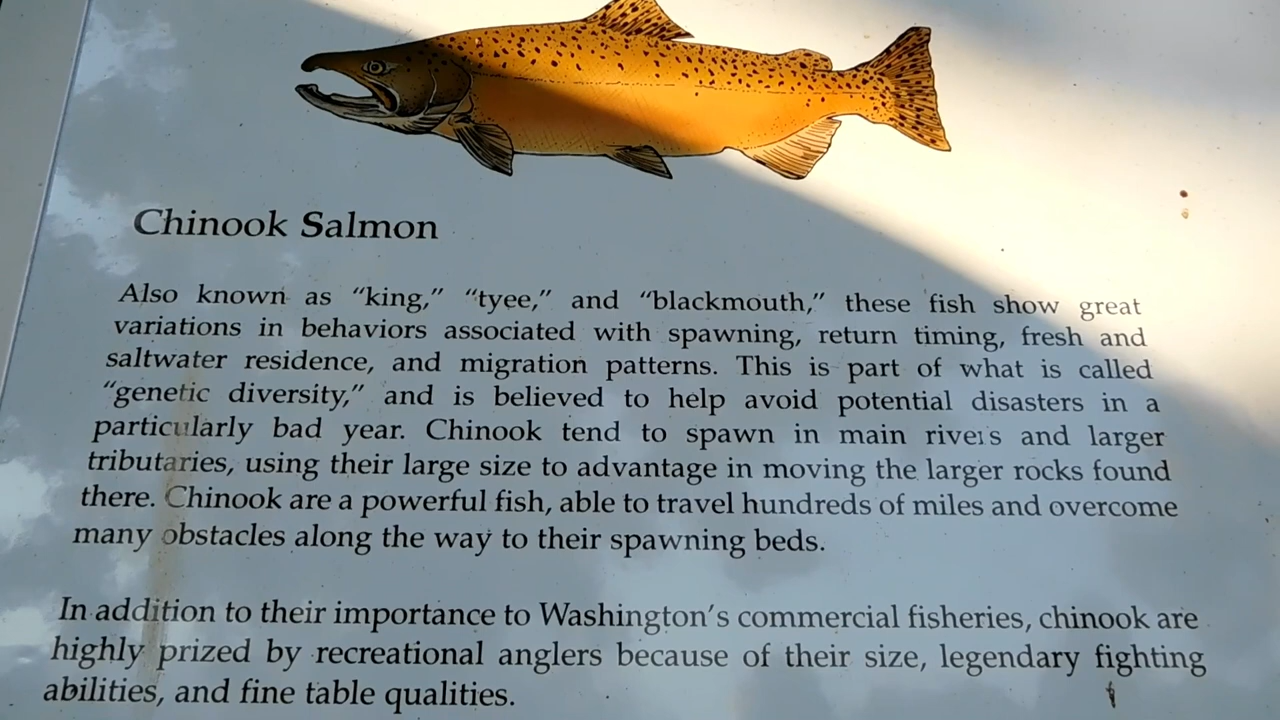 Chinook Salmon
Also known as “king,” “tyee,” and “blackmouth,” these fish show great
variations in behaviors associated with spawning, return timing, fresh and
saltwater residence, and migration patterns. This is part of what is called
“genetic diversity,” and is believed to help avoid potential disasters in a
particularly bad year. Chinook tend to spawn in main rivers and larger
tributaries, using their large size to advantage in moving the larger rocks found
there. Chinook are a powerful fish, able to travel hundreds of miles and overcome
many obstacles along the way to their spawning beds.
In addition to their importance to Washington’s commercial fisheries, chinook are
highly prized by recreational anglers because of their size, legendary fighting
abilities, and fine table qualities.